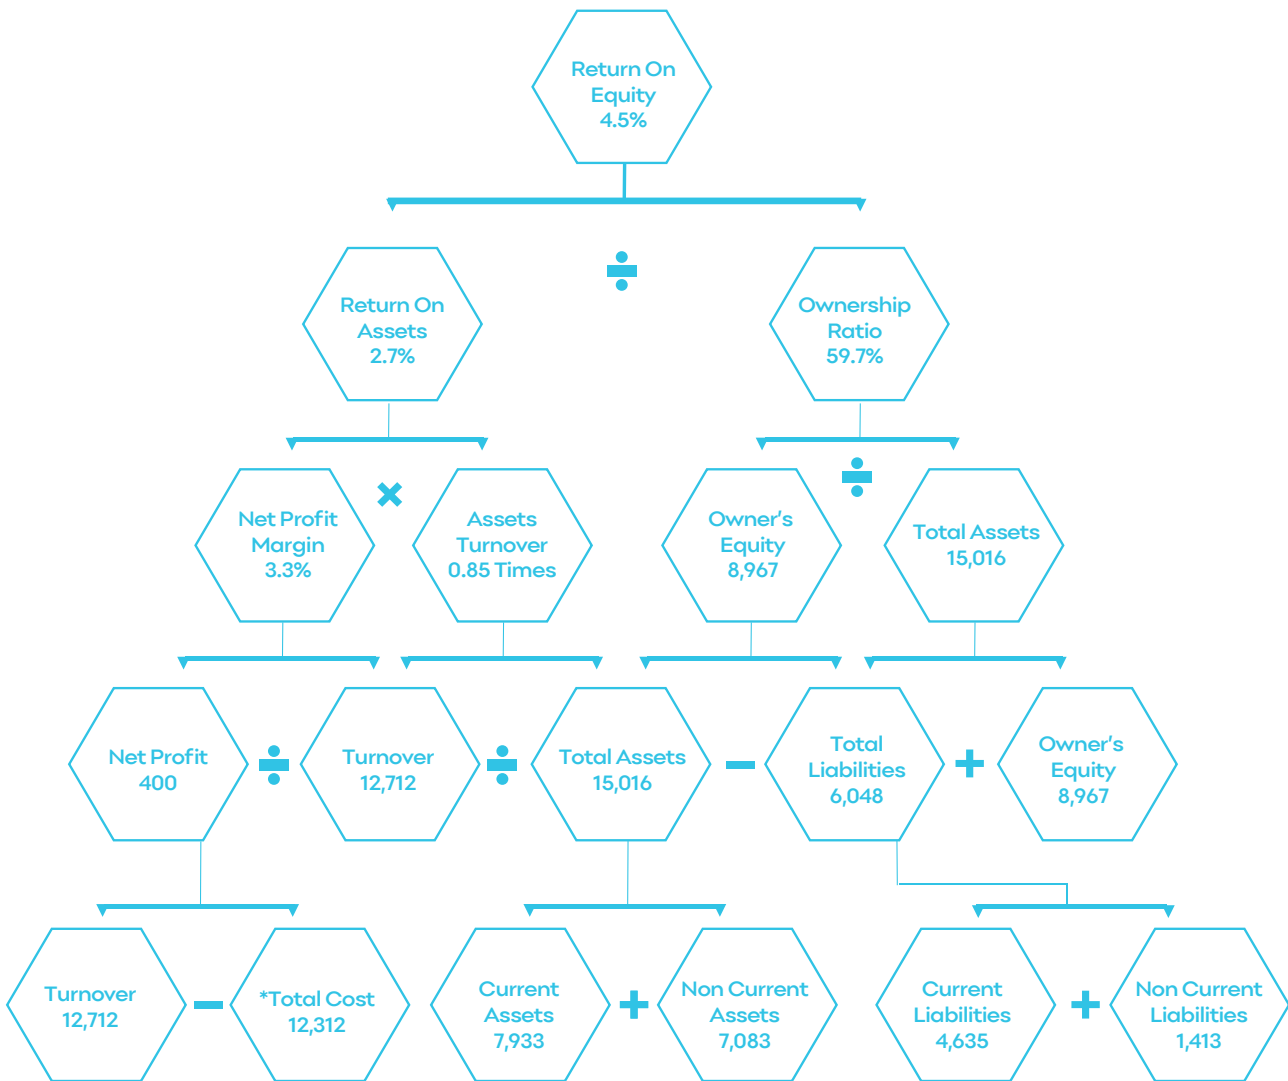 Return On
Equity
4.5%
÷
Return On
Assets
2.7%
Ownership
Ratio
59.7%
×
÷
Net Profit
Margin
3.3%
Assets
Turnover
0.85 Times
Owner's
Equity
8,967
Total Assets
15,016
Net Profit
400
÷
Turnover
12,712
÷
Total Assets
15,016
−
Total
Liabilities
6,048
+
Owner's
Equity
8,967
Turnover
12,712
−
*Total Cost
12,312
Current
Assets
7,933
+
Non Current
Assets
7,083
Current
Liabilities
4,635
+
Non Current
Liabilities
1,413